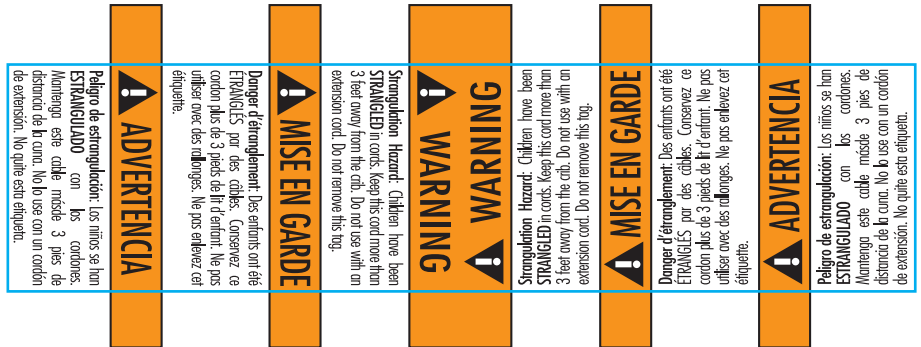 WARNING
Strangulation Hazard: Children have been
STRANGLED in cords. Keep this cord more than
3 feet away from the crib. Do not use with an
extension cord. Do not remove this tag.
MISE EN GARDE
Danger d'étranglement: Des enfants ont été
ÉTRANGLÉS par des câbles. Conservez ce
cordon plus de 3 pieds de lit d'enfant. Ne pas
utiliser avec des rallonges. Ne pas enlevez cet
étiquette.
ADVERTENCIA
Peligro de estrangulación: Los niños se han
ESTRANGULADO con los cordones.
Mantenga este cable másde 3 pies de
distancia de la cuna. No lo use con un cordón
de extensión. No quite esta etiqueta.
WARNING
Strangulation Hazard: Children have been
STRANGLED in cords. Keep this cord more than
3 feet away from the crib. Do not use with an
extension cord. Do not remove this tag.
MISE EN GARDE
Danger d'étranglement: Des enfants ont été
ÉTRANGLÉS par des câbles. Conservez ce
cordon plus de 3 pieds de lit d'enfant. Ne pas
utiliser avec des rallonges. Ne pas enlevez cet
étiquette.
ADVERTENCIA
Peligro de estrangulación: Los niños se han
ESTRANGULADO con los cordones.
Mantenga este cable másde 3 pies de
distancia de la cuna. No lo use con un cordón
de extensión. No quite esta etiqueta.